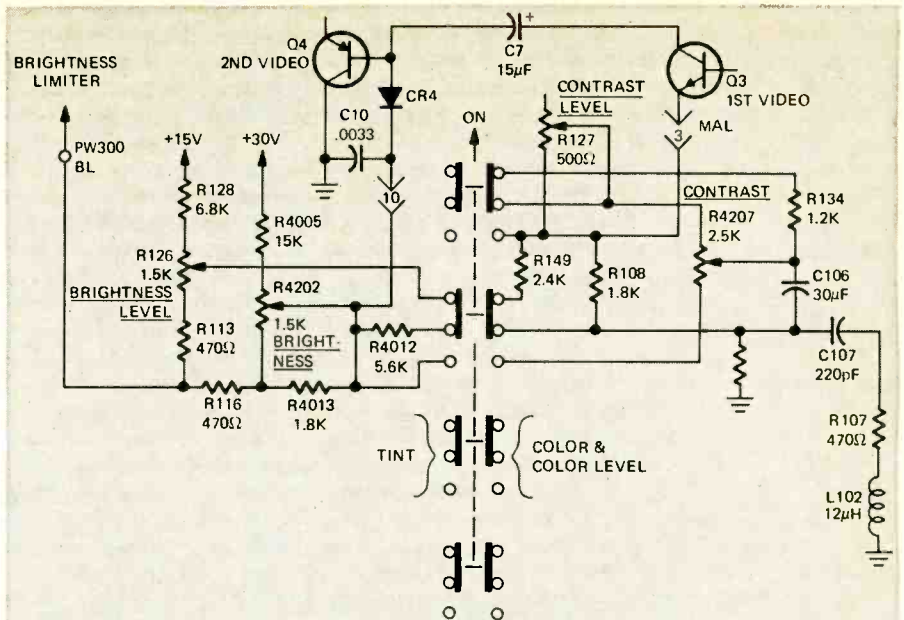 Q4
2ND VIDEO
C7
15µF
+
Q3
1ST VIDEO
BRIGHTNESS
LIMITER
CR4
C10
.0033
ON
CONTRAST
LEVEL
R127
500Ω
3
MAL
PW300
BL
+15V
+30V
10
CONTRAST
R128
6.8K
R4005
15K
R134
1.2K
R4207
2.5K
R126
1.5K
BRIGHTNESS
LEVEL
R4202
1.5K
BRIGHT-
NESS
R149
2.4K
R108
1.8K
C106
30µF
R113
470Ω
R4012
5.6K
C107
220pF
R116
470Ω
R4013
1.8K
R107
470Ω
TINT
COLOR &
COLOR LEVEL
L102
12µH